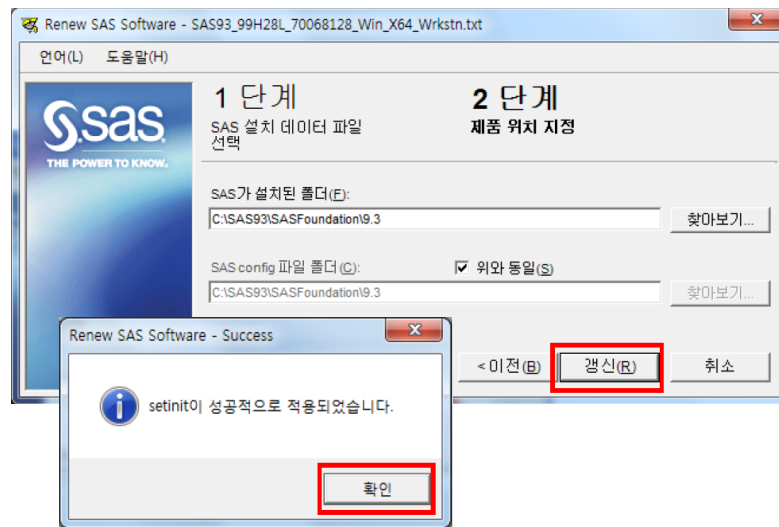 Renew SAS Software - SAS93_99H28L_70068128_Win_X64_Wrkstn.txt
언어(L) 도움말(H)
sas
THE POWER TO KNOW.
1 단계
SAS 설치 데이터 파일
선택
2 단계
제품 위치 지정
SAS가 설치된 폴더(F):
C:\SAS93\SASFoundation\9.3
찾아보기...
SAS config 파일 폴더(C):
위와 동일(S)
C:\SAS93\SASFoundation\9.3
찾아보기...
<이전(B)
갱신(R)
취소
Renew SAS Software - Success
setinit이 성공적으로 적용되었습니다.
확인